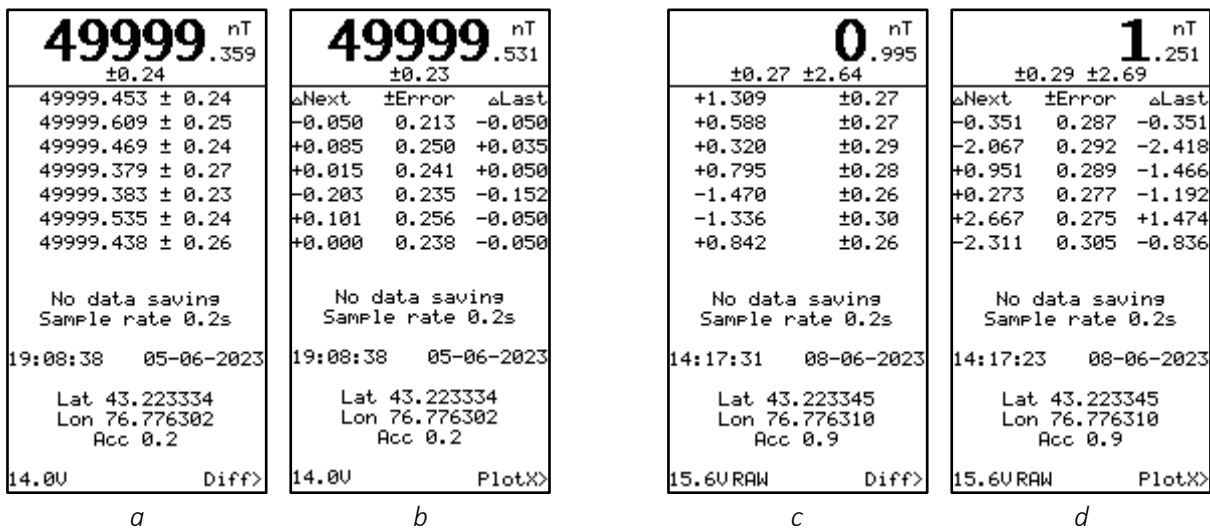 49999.359 nT
±0.24
49999.453 ± 0.24
49999.609 ± 0.25
49999.469 ± 0.24
49999.379 ± 0.27
49999.383 ± 0.23
49999.535 ± 0.24
49999.438 ± 0.26
No data saving
Sample rate 0.2s
19:08:38 05-06-2023
Lat 43.223334
Lon 76.776302
Acc 0.2
14.0V Diff>
a
49999.531 nT
±0.23
▵Next ±Error ▵Last
-0.050 0.213 -0.050
+0.085 0.250 +0.035
+0.015 0.241 +0.050
-0.203 0.235 -0.152
+0.101 0.256 -0.050
+0.000 0.238 -0.050
No data saving
Sample rate 0.2s
19:08:38 05-06-2023
Lat 43.223334
Lon 76.776302
Acc 0.2
14.0V PlotX>
b
0.995 nT
±0.27 ±2.64
+1.309 ±0.27
+0.588 ±0.27
+0.320 ±0.29
+0.795 ±0.28
-1.470 ±0.26
-1.336 ±0.30
+0.842 ±0.26
No data saving
Sample rate 0.2s
14:17:31 08-06-2023
Lat 43.223345
Lon 76.776310
Acc 0.9
15.6V RAW Diff>
c
1.251 nT
±0.29 ±2.69
▵Next ±Error ▵Last
-0.351 0.287 -0.351
-2.067 0.292 -2.418
+0.951 0.289 -1.466
+0.273 0.277 -1.192
+2.667 0.275 +1.474
-2.311 0.305 -0.836
No data saving
Sample rate 0.2s
14:17:23 08-06-2023
Lat 43.223345
Lon 76.776310
Acc 0.9
15.6V RAW PlotX>
d